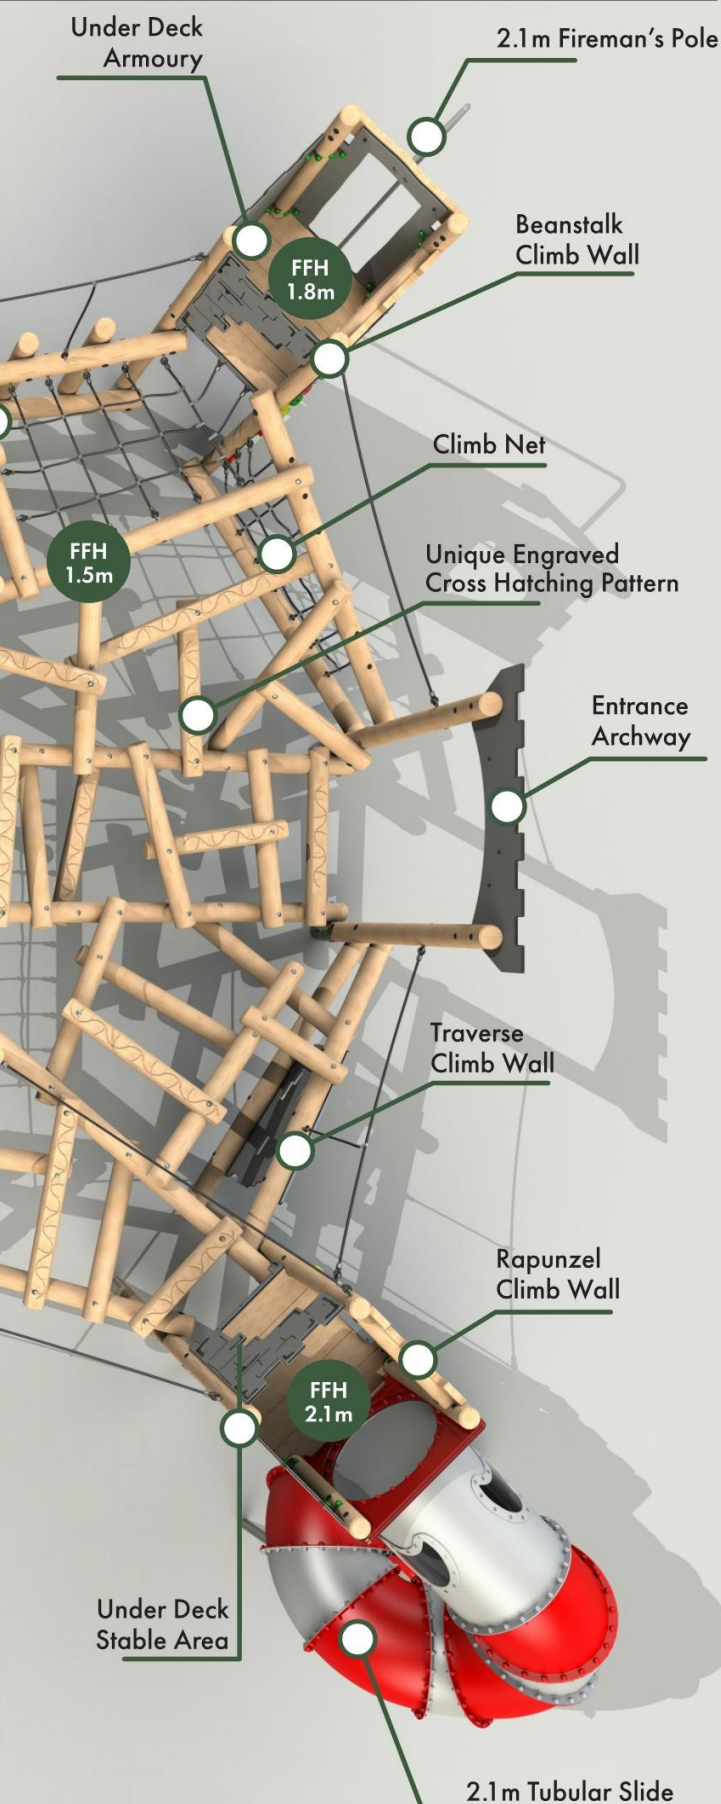 Under Deck
Armoury
2.1m Fireman's Pole
Beanstalk
Climb Wall
FFH
1.8m
Climb Net
FFH
1.5m
Unique Engraved
Cross Hatching Pattern
Entrance
Archway
Traverse
Climb Wall
Rapunzel
Climb Wall
FFH
2.1m
Under Deck
Stable Area
2.1m Tubular Slide